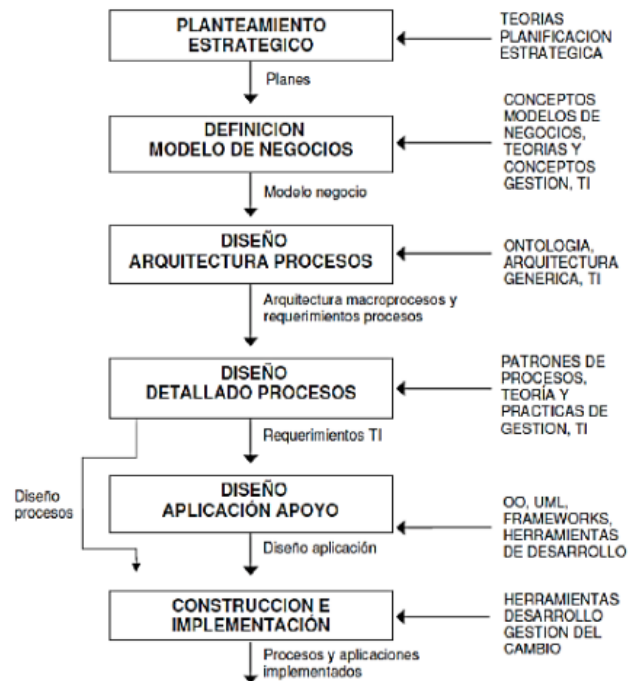 PLANTEAMIENTO
ESTRATEGICO
TEORIAS
PLANIFICACION
ESTRATEGICA
Planes
DEFINICION
MODELO DE NEGOCIOS
CONCEPTOS
MODELOS DE
NEGOCIOS,
TEORIAS Y
CONCEPTOS
GESTION, TI
Modelo negocio
DISEÑO
ARQUITECTURA PROCESOS
ONTOLOGIA,
ARQUITECTURA
GENERICA, TI
Arquitectura macroprocesos y
requerimientos procesos
DISEÑO
DETALLADO PROCESOS
PATRONES DE
PROCESOS,
TEORÍA Y
PRACTICAS DE
GESTION, TI
Requerimientos TI
Diseño
procesos
DISEÑO
APLICACIÓN APOYO
OO, UML,
FRAMEWORKS,
HERRAMIENTAS
DE DESARROLLO
Diseño aplicación
CONSTRUCCION E
IMPLEMENTACIÓN
HERRAMIENTAS
DESARROLLO
GESTION DEL
CAMBIO
Procesos y aplicaciones
implementados